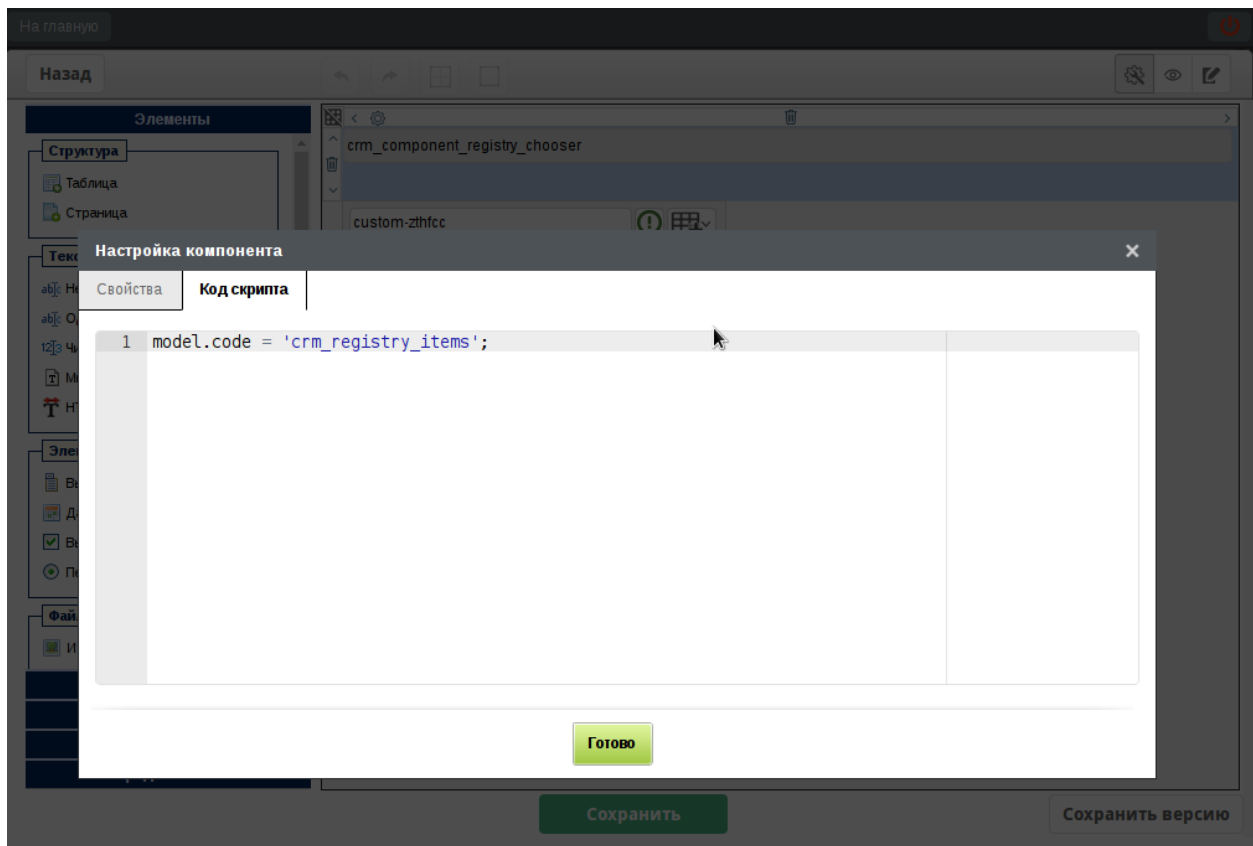 На главную
Назад
Элементы
Структура
crm_component_registry_chooser
Таблица
Страница
custom-zthfcc
Настройка компонента
Свойства
Код скрипта
1 model.code = 'crm_registry_items';
Готово
Сохранить
Сохранить версию